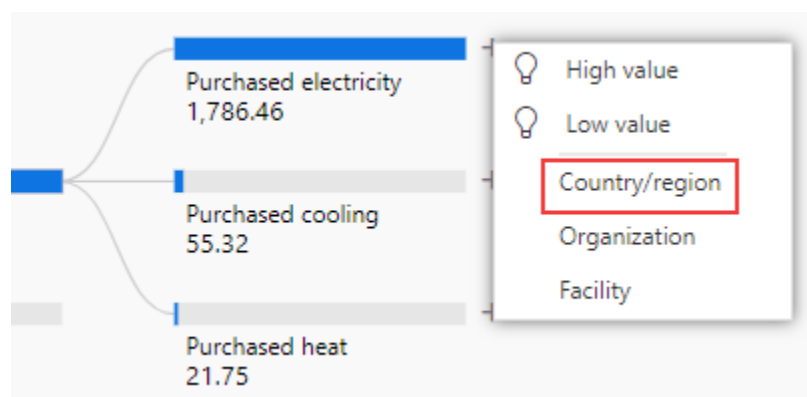 Purchased electricity
1,786.46
Purchased cooling
55.32
Purchased heat
21.75
High value
Low value
Country/region
Organization
Facility